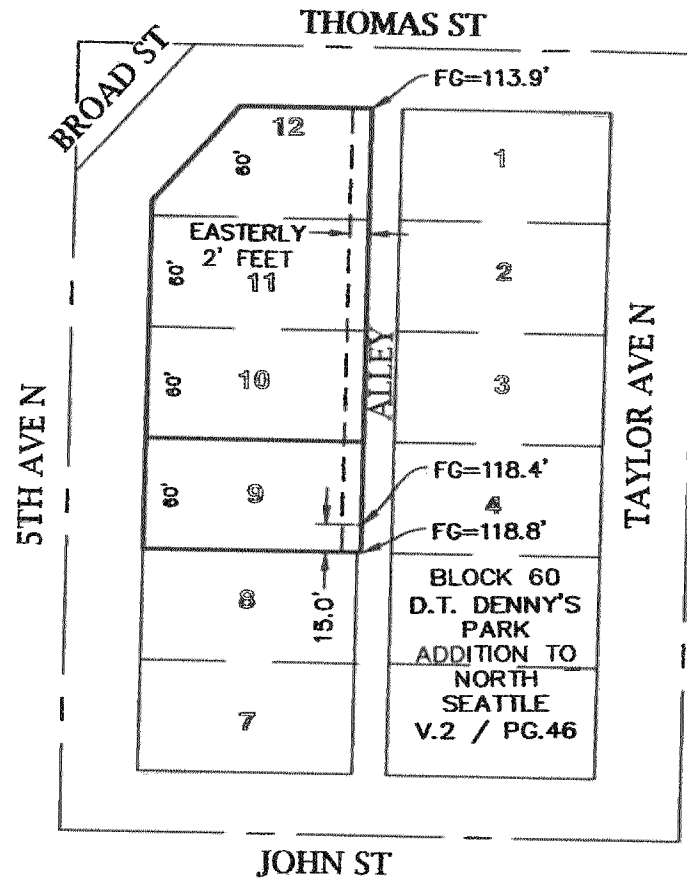 THOMAS ST
BROAD ST
FG=113.9'
12
60'
1
EASTERLY
2' FEET
60'
11
2
60'
10
ALLEY
3
5TH AVE N
TAYLOR AVE N
60'
9
FG=118.4'
4
FG=118.8'
8
15.0'
BLOCK 60
D.T. DENNY'S
PARK
ADDITION TO
NORTH
SEATTLE
V.2 / PG.46
7
JOHN ST